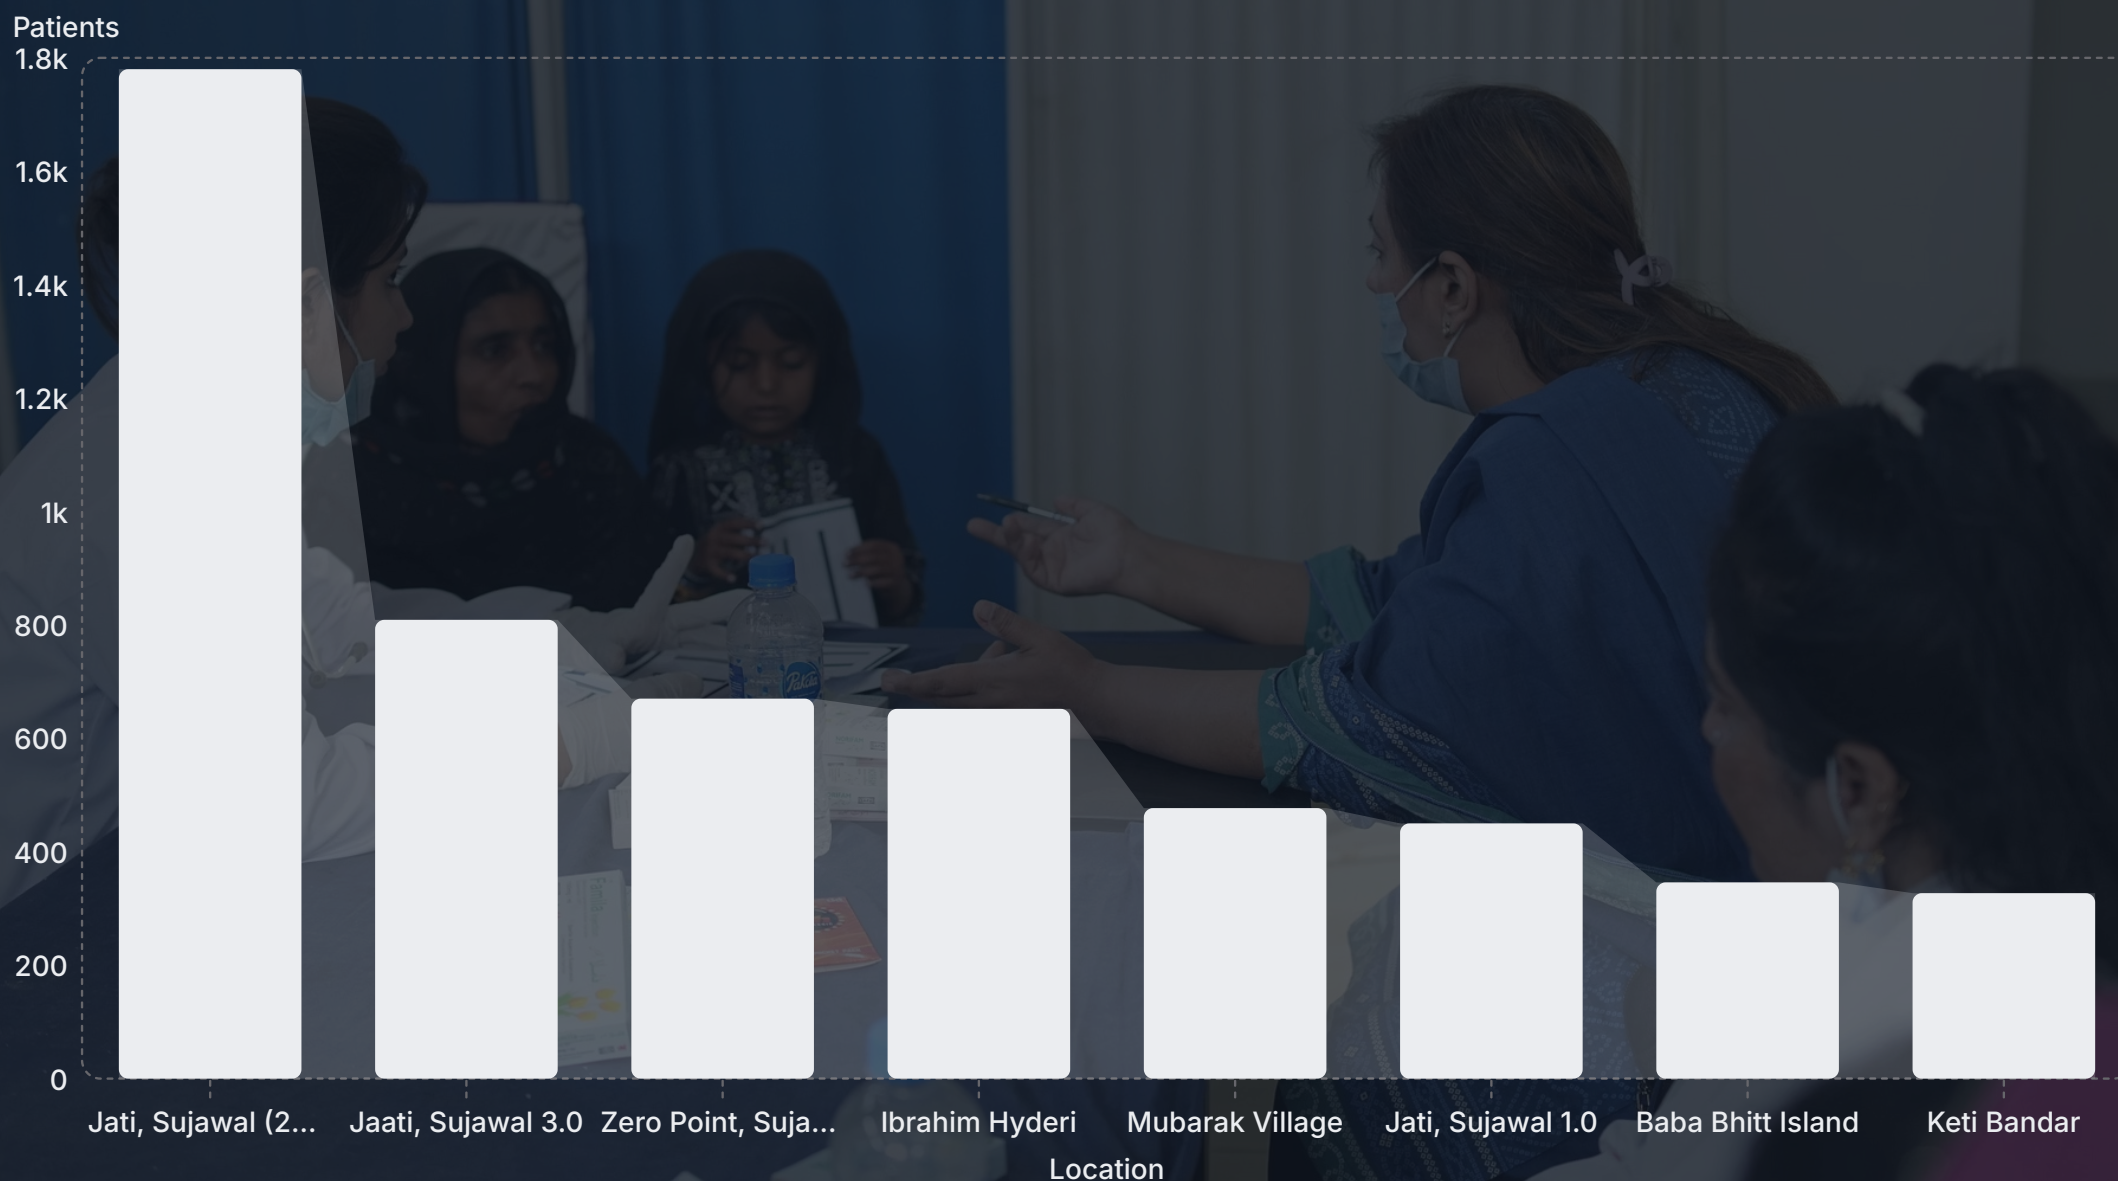 Patients
1.8k
1.6k
1.4k
1.2k
1k
800
600
400
200
0
Jati, Sujawal (2...
Jaati, Sujawal 3.0
Zero Point, Suja...
Ibrahim Hyderi
Mubarak Village
Jati, Sujawal 1.0
Baba Bhitt Island
Keti Bandar
Location